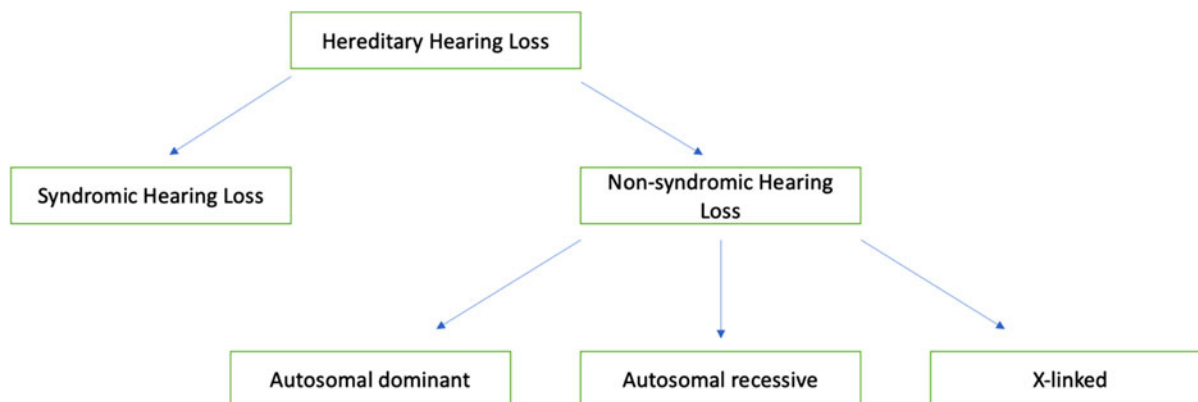 Hereditary Hearing Loss
Syndromic Hearing Loss
Non-syndromic Hearing
Loss
Autosomal dominant
Autosomal recessive
X-linked